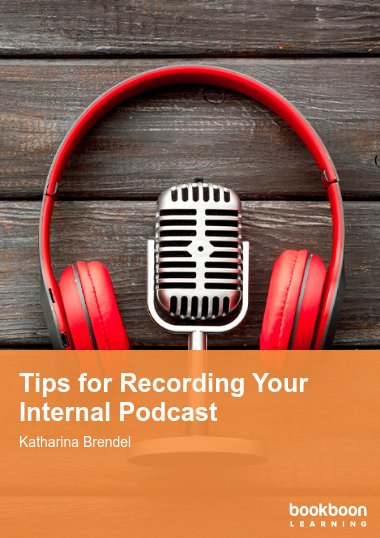 Tips for Recording Your
Internal Podcast
Katharina Brendel
bookboon
LEARNING